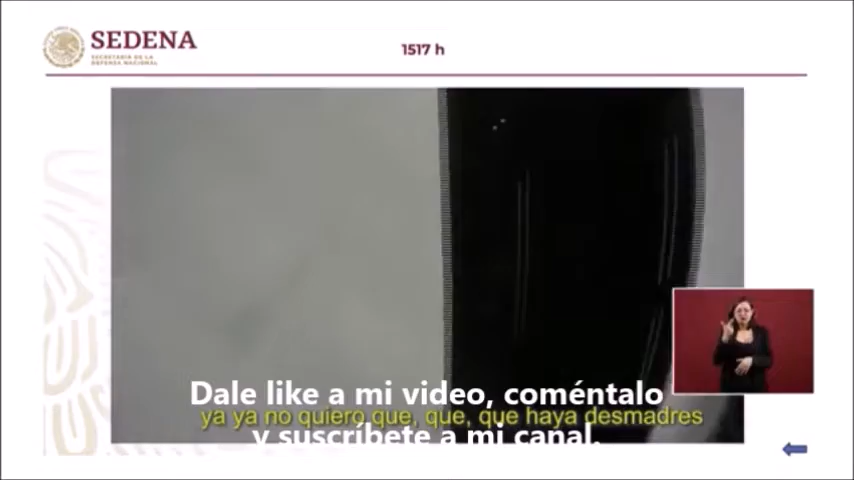 SEDENA
SECRETARÍA DE LA
DEFENSA NACIONAL
1517 h
Dale like a mi video, coméntalo
ya ya no quiero que, que, que haya desmadres
y suscríbete a mi canal.